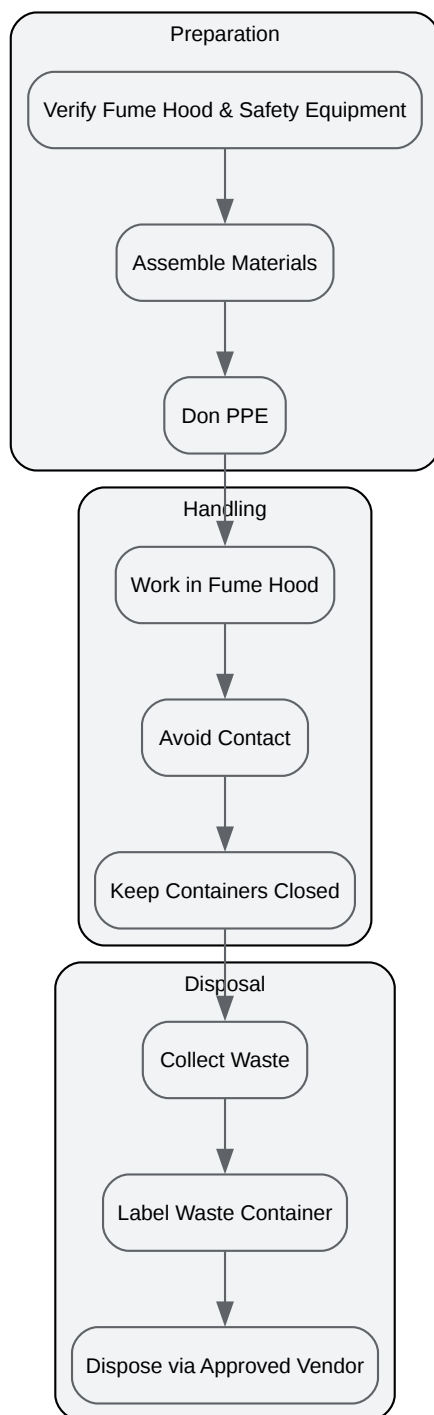 Preparation
Verify Fume Hood & Safety Equipment
Assemble Materials
Don PPE
Handling
Work in Fume Hood
Avoid Contact
Keep Containers Closed
Disposal
Collect Waste
Label Waste Container
Dispose via Approved Vendor